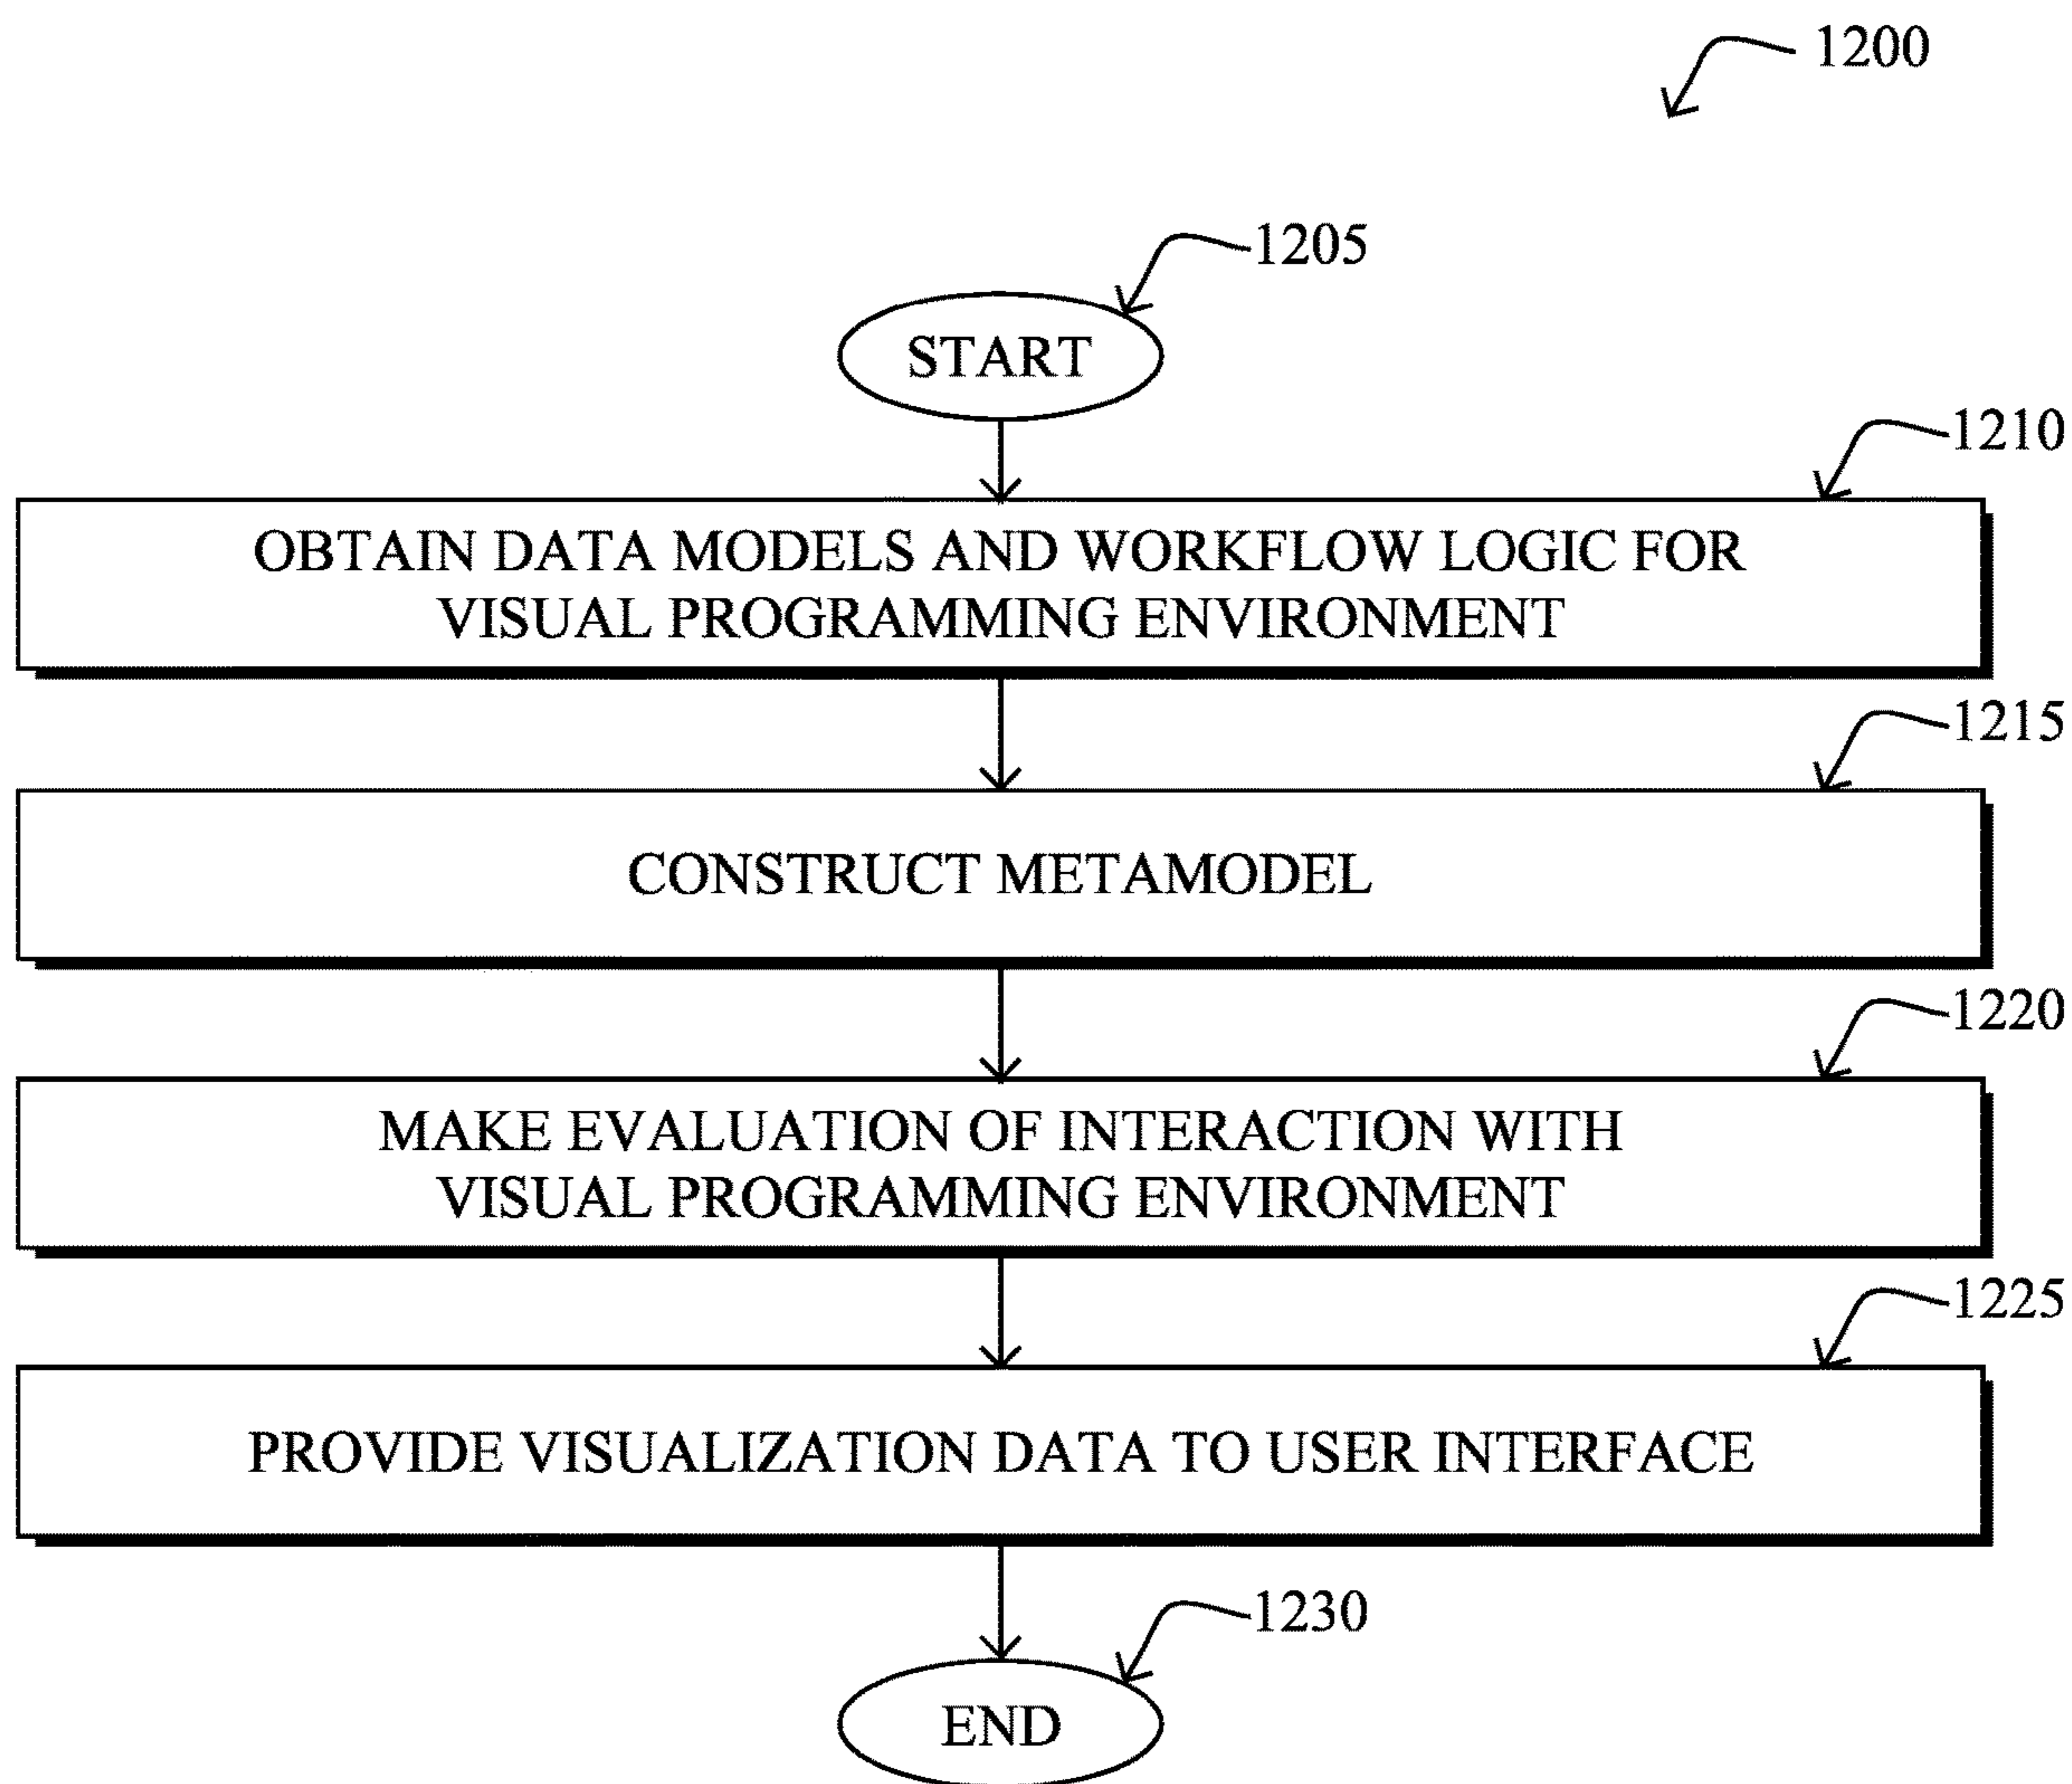 1200
1205
START
1210
OBTAIN DATA MODELS AND WORKFLOW LOGIC FOR
VISUAL PROGRAMMING ENVIRONMENT
1215
CONSTRUCT METAMODEL
1220
MAKE EVALUATION OF INTERACTION WITH
VISUAL PROGRAMMING ENVIRONMENT
1225
PROVIDE VISUALIZATION DATA TO USER INTERFACE
1230
END